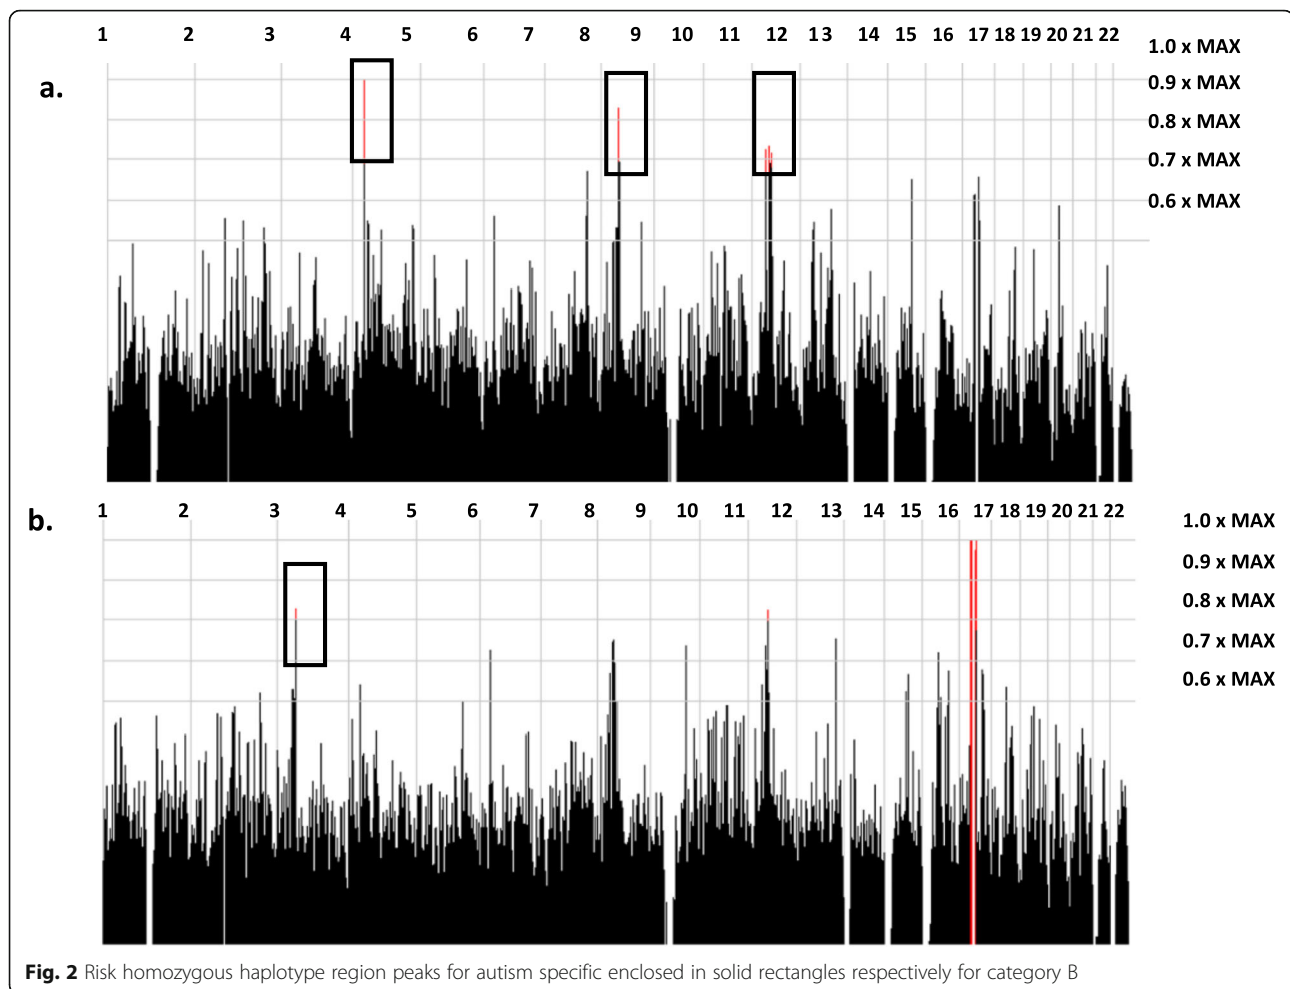 1 2 3 4 5 6 7 8 9 10 11 12 13 14 15 16 17 18 19 20 21 22
1.0 x MAX
a.
0.9 x MAX
0.8 x MAX
0.7 x MAX
0.6 x MAX
b.
1 2 3 4 5 6 7 8 9 10 11 12 13 14 15 16 17 18 19 20 21 22
1.0 x MAX
0.9 x MAX
0.8 x MAX
0.7 x MAX
0.6 x MAX
Fig. 2 Risk homozygous haplotype region peaks for autism specific enclosed in solid rectangles respectively for category B